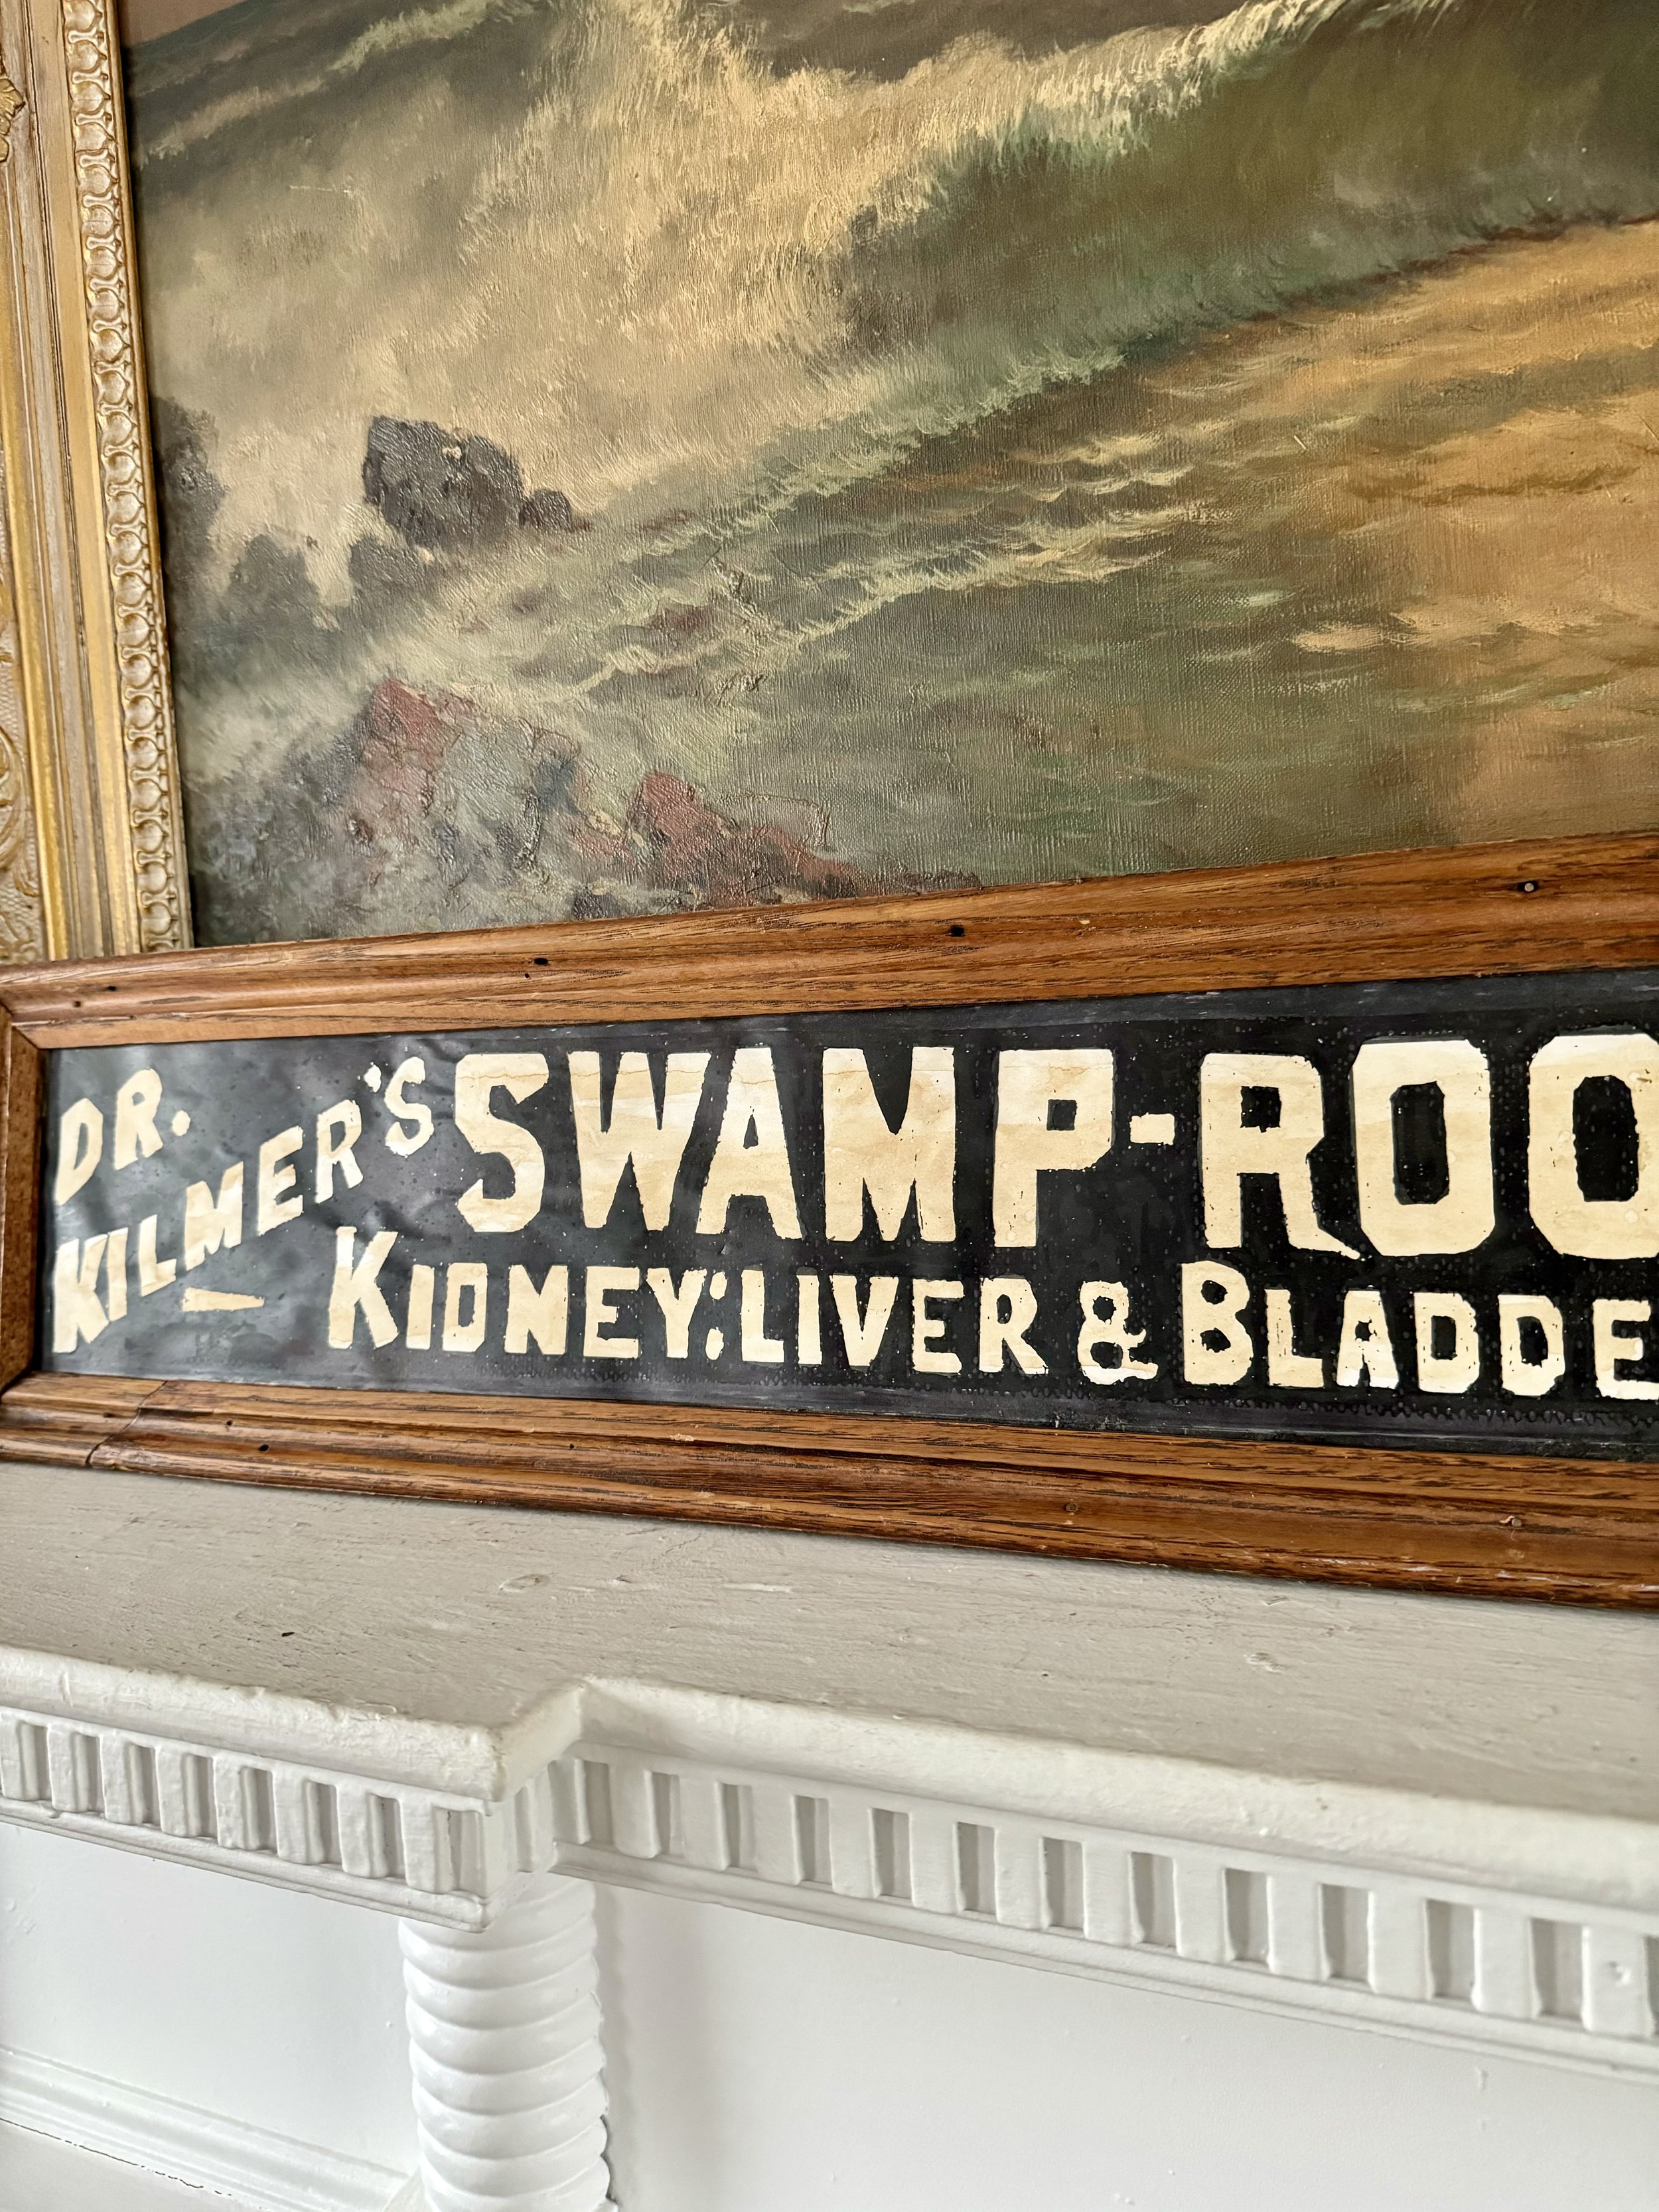 DR.
KILMER'S
SWAMP-ROO
KIDNEY:LIVER & BLADDE